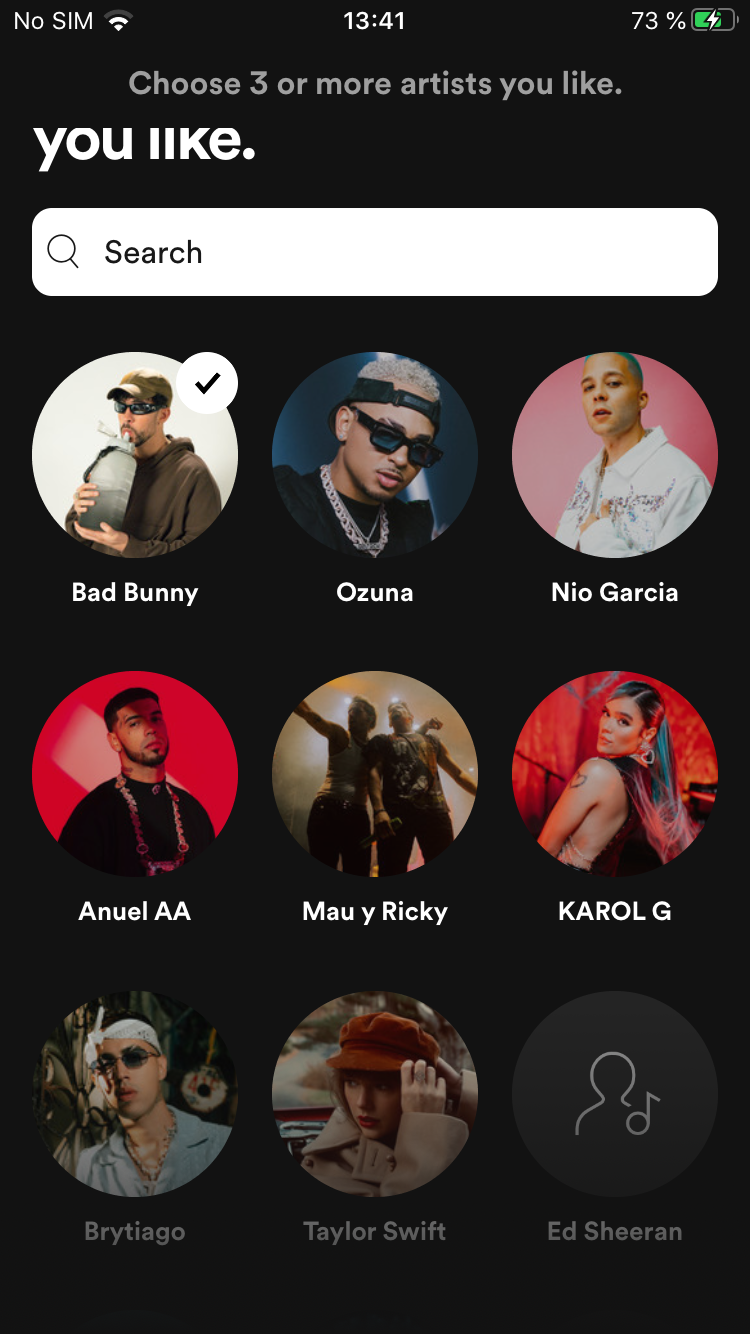 No SIM 13:41 73 %
Choose 3 or more artists you like.
you like.
Search
Bad Bunny Ozuna Nio Garcia
Anuel AA Mau y Ricky KAROL G
Brytiago Taylor Swift Ed Sheeran